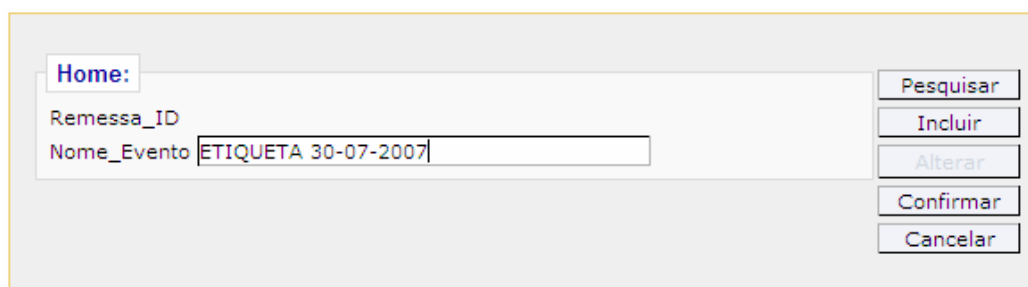 Home:
Remessa_ID
Nome_Evento ETIQUETA 30-07-2007
Pesquisar
Incluir
Alterar
Confirmar
Cancelar